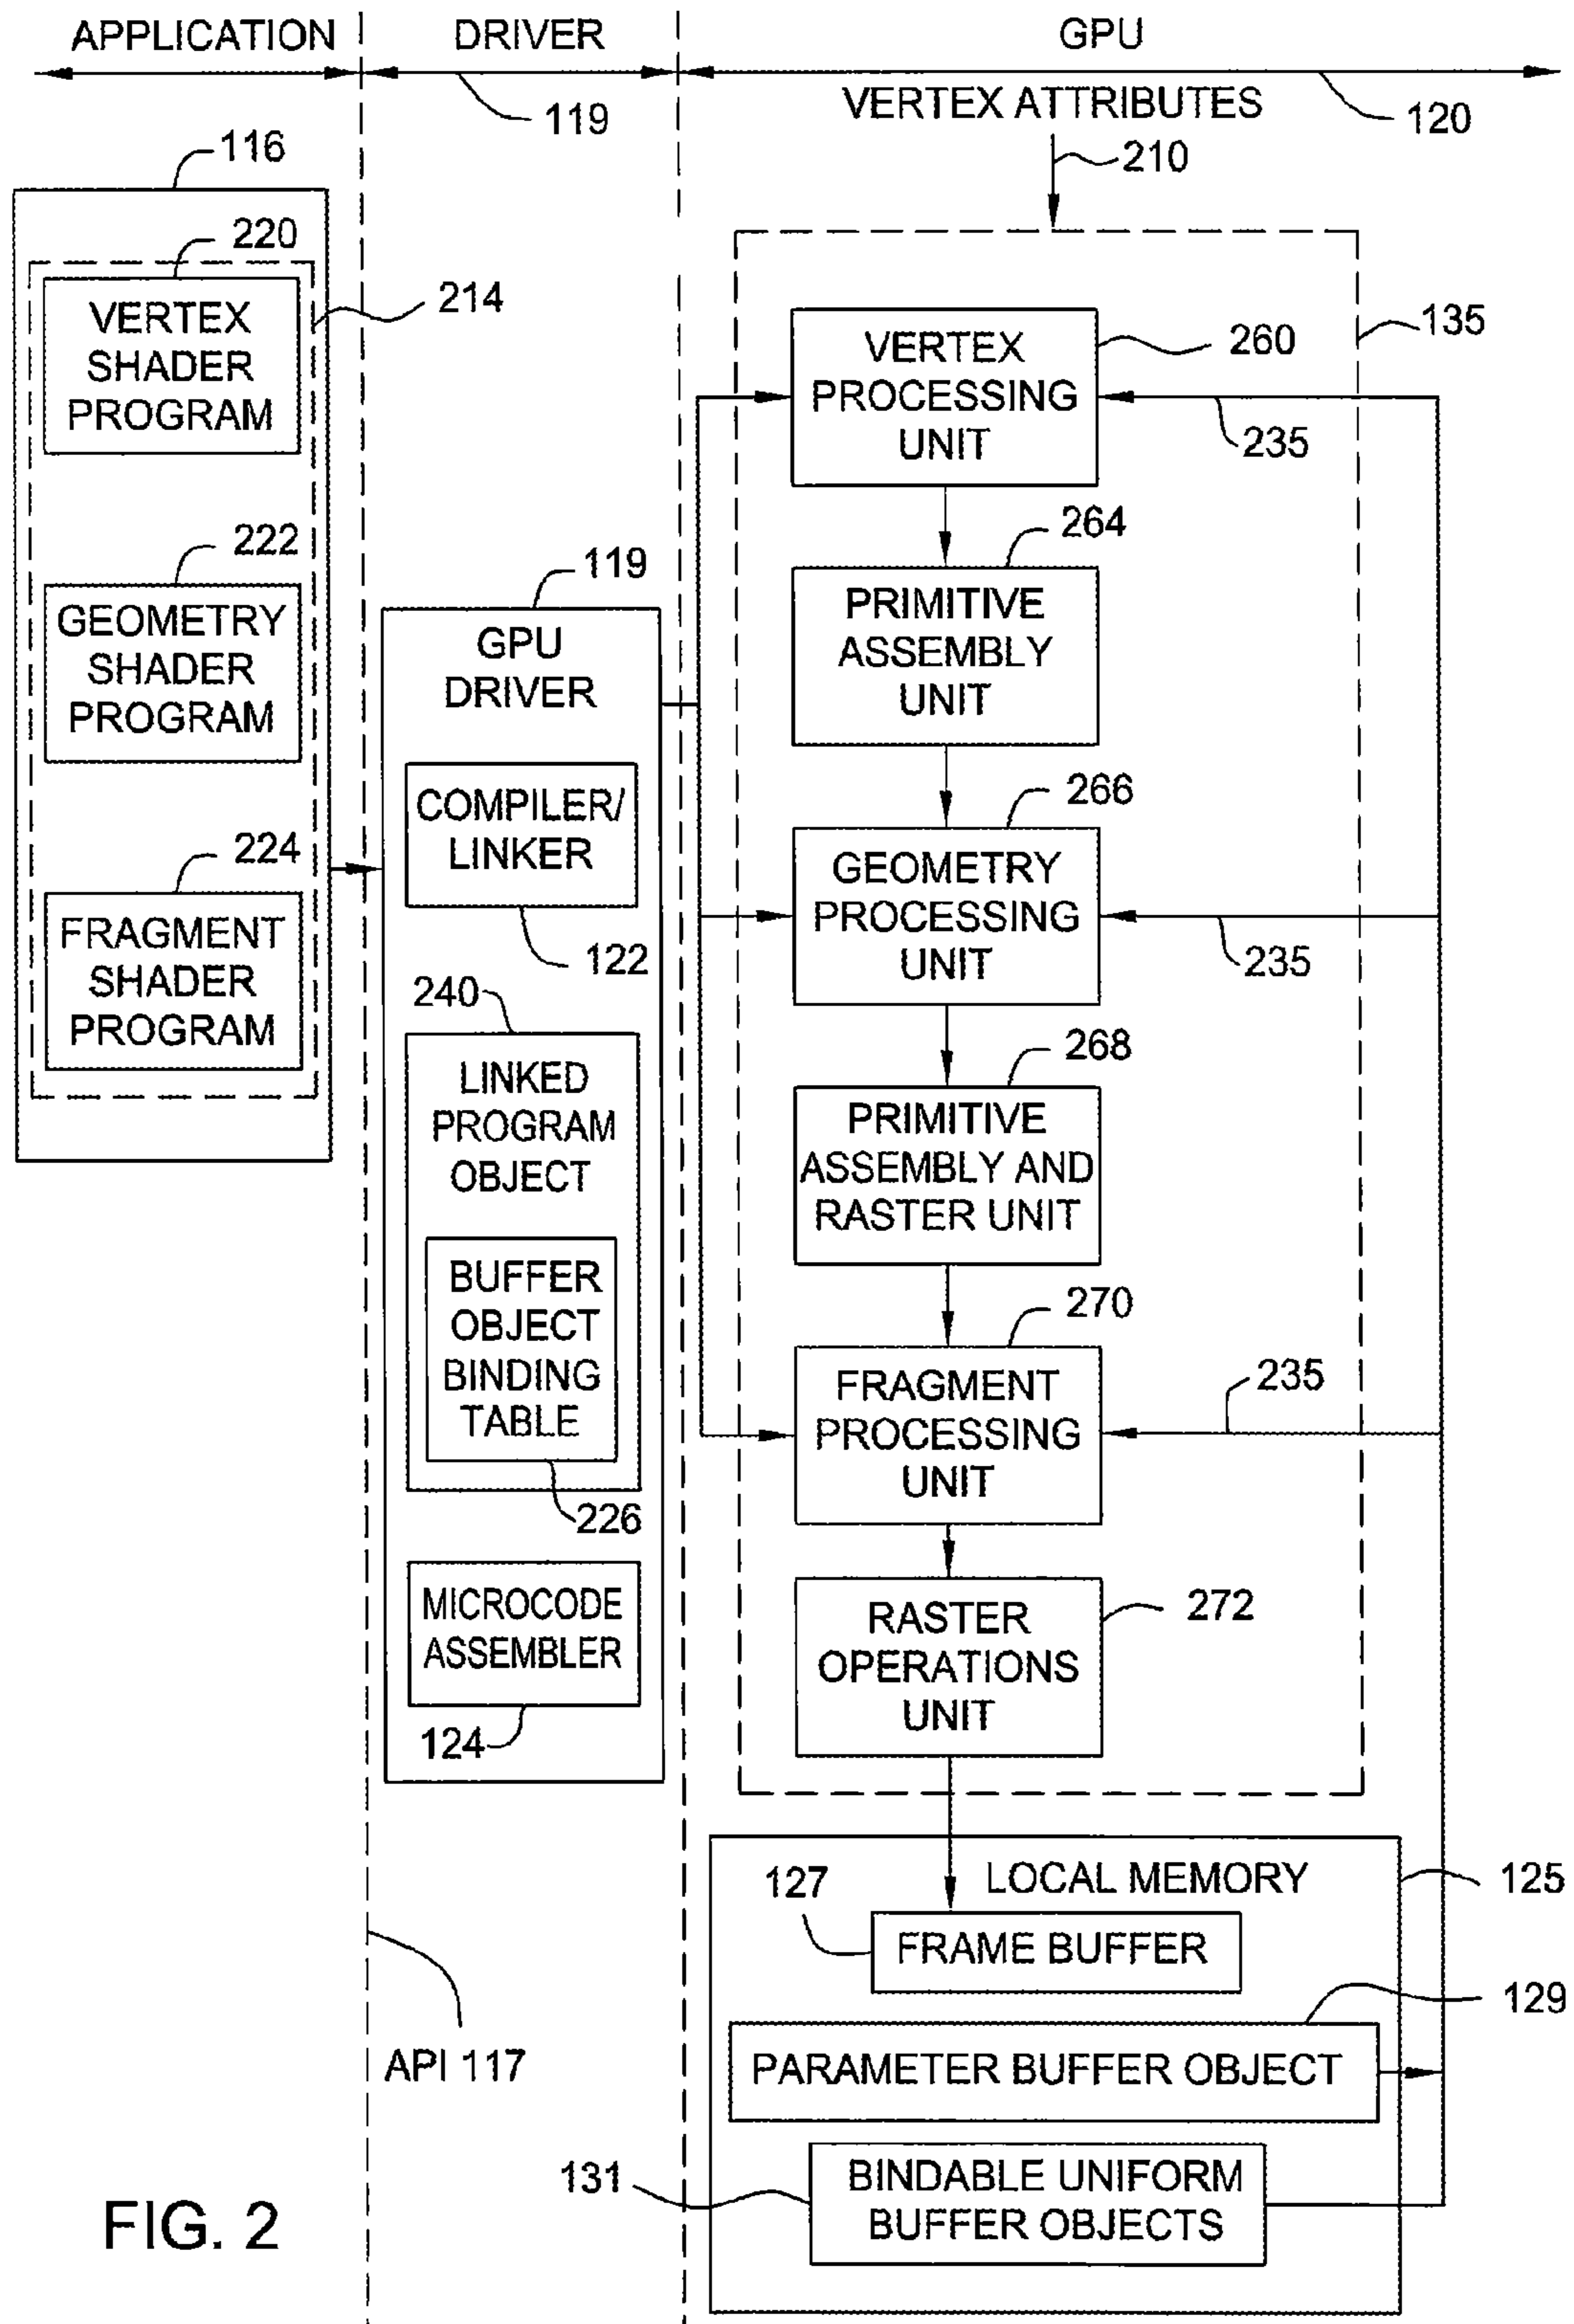 APPLICATION
DRIVER
GPU
119
120
VERTEX ATTRIBUTES
210
116
220
214
VERTEX
SHADER
PROGRAM
222
GEOMETRY
SHADER
PROGRAM
224
FRAGMENT
SHADER
PROGRAM
119
GPU
DRIVER
COMPILER/
LINKER
122
240
LINKED
PROGRAM
OBJECT
BUFFER
OBJECT
BINDING
TABLE
226
MICROCODE
ASSEMBLER
124
135
260
VERTEX
PROCESSING
UNIT
235
264
PRIMITIVE
ASSEMBLY
UNIT
266
GEOMETRY
PROCESSING
UNIT
235
268
PRIMITIVE
ASSEMBLY AND
RASTER UNIT
270
FRAGMENT
PROCESSING
UNIT
235
272
RASTER
OPERATIONS
UNIT
LOCAL MEMORY
125
127
FRAME BUFFER
129
PARAMETER BUFFER OBJECT
131
BINDABLE UNIFORM
BUFFER OBJECTS
API 117
FIG. 2